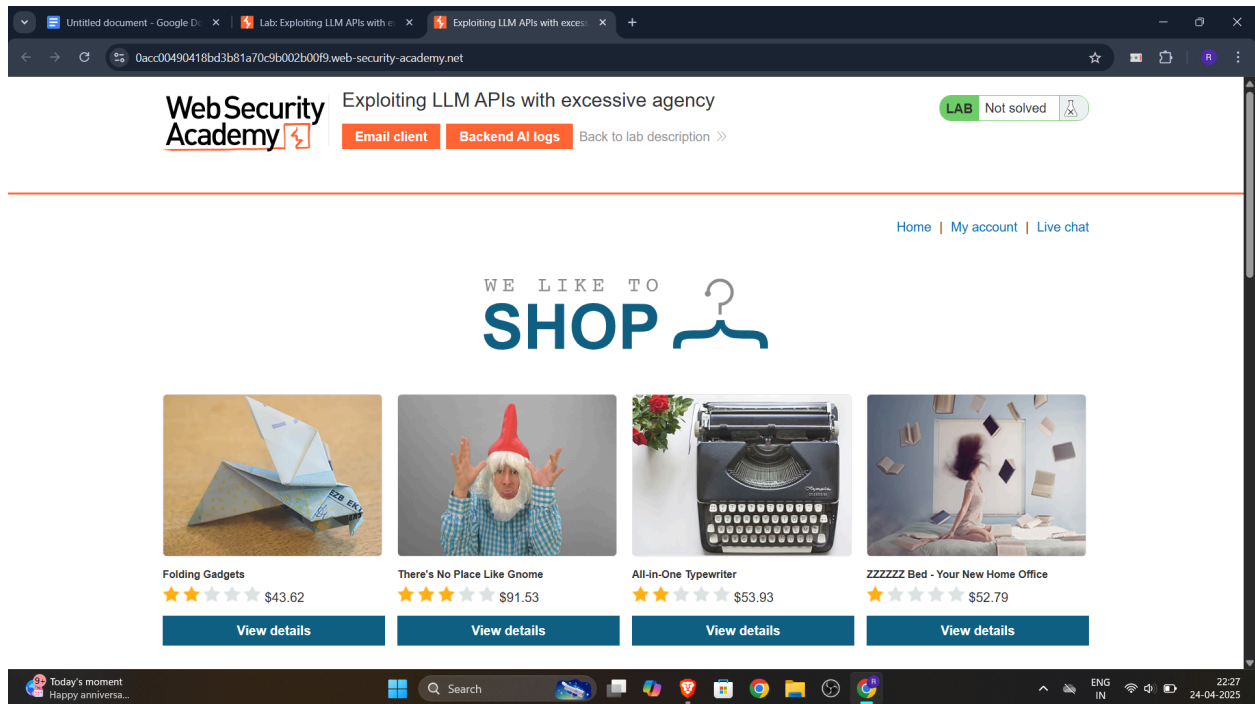 Untitled document - Google Do
Lab: Exploiting LLM APIs with e
Exploiting LLM APIs with excess
0acc00490418bd3b81a70c9b002b00f9.web-security-academy.net
R
Web Security
Academy
Exploiting LLM APIs with excessive agency
Email client
Backend AI logs
Back to lab description
LAB
Not solved
Home | My account | Live chat
WE LIKE TO
SHOP
Folding Gadgets
$43.62
View details
There's No Place Like Gnome
$91.53
View details
All-in-One Typewriter
$53.93
View details
ZZZZZZ Bed - Your New Home Office
$52.79
View details
9+
Today's moment
Happy anniversa...
Search
R
ENG
IN
22:27
24-04-2025